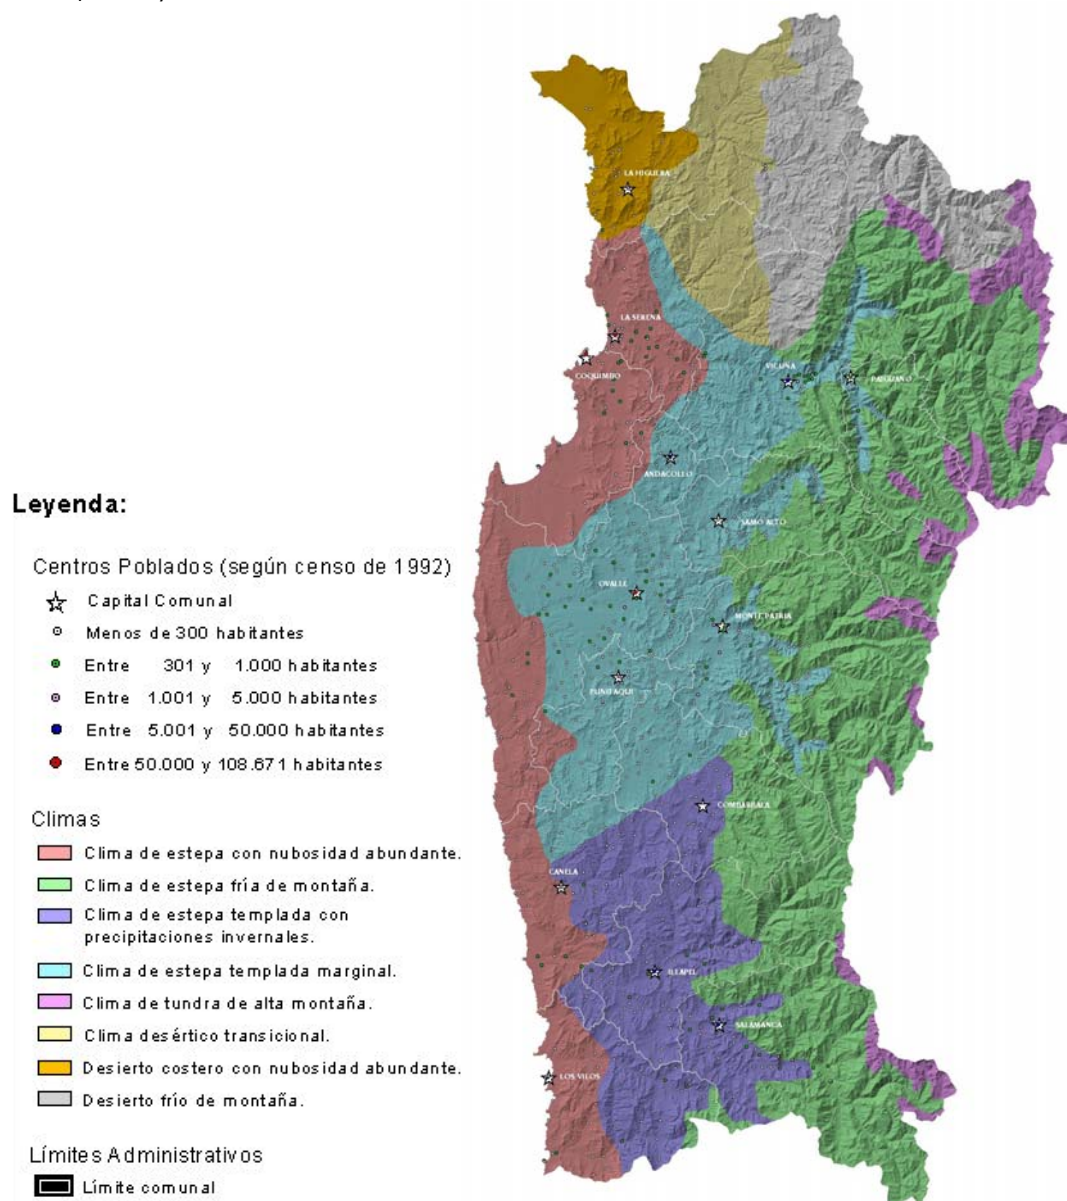 LA HIGUERA
LA SERENA
COQUIMBO
VICUÑA
PAIGUANO
ANDACOLLO
SAMO ALTO
OVALLE
MONTE PATRIA
PUNITAQUI
COMBARBALA
CANELA
ILLAPEL
SALAMANCA
LOS VILOS
Leyenda:
Centros Poblados (según censo de 1992)
Capital Comunal
Menos de 300 habitantes
Entre 301 y 1.000 habitantes
Entre 1.001 y 5.000 habitantes
Entre 5.001 y 50.000 habitantes
Entre 50.000 y 108.671 habitantes
Climas
Clima de estepa con nubosidad abundante.
Clima de estepa fría de montaña.
Clima de estepa templada con
precipitaciones invernales.
Clima de estepa templada marginal.
Clima de tundra de alta montaña.
Clima desértico transicional.
Desierto costero con nubosidad abundante.
Desierto frío de montaña.
Límites Administrativos
Límite comunal